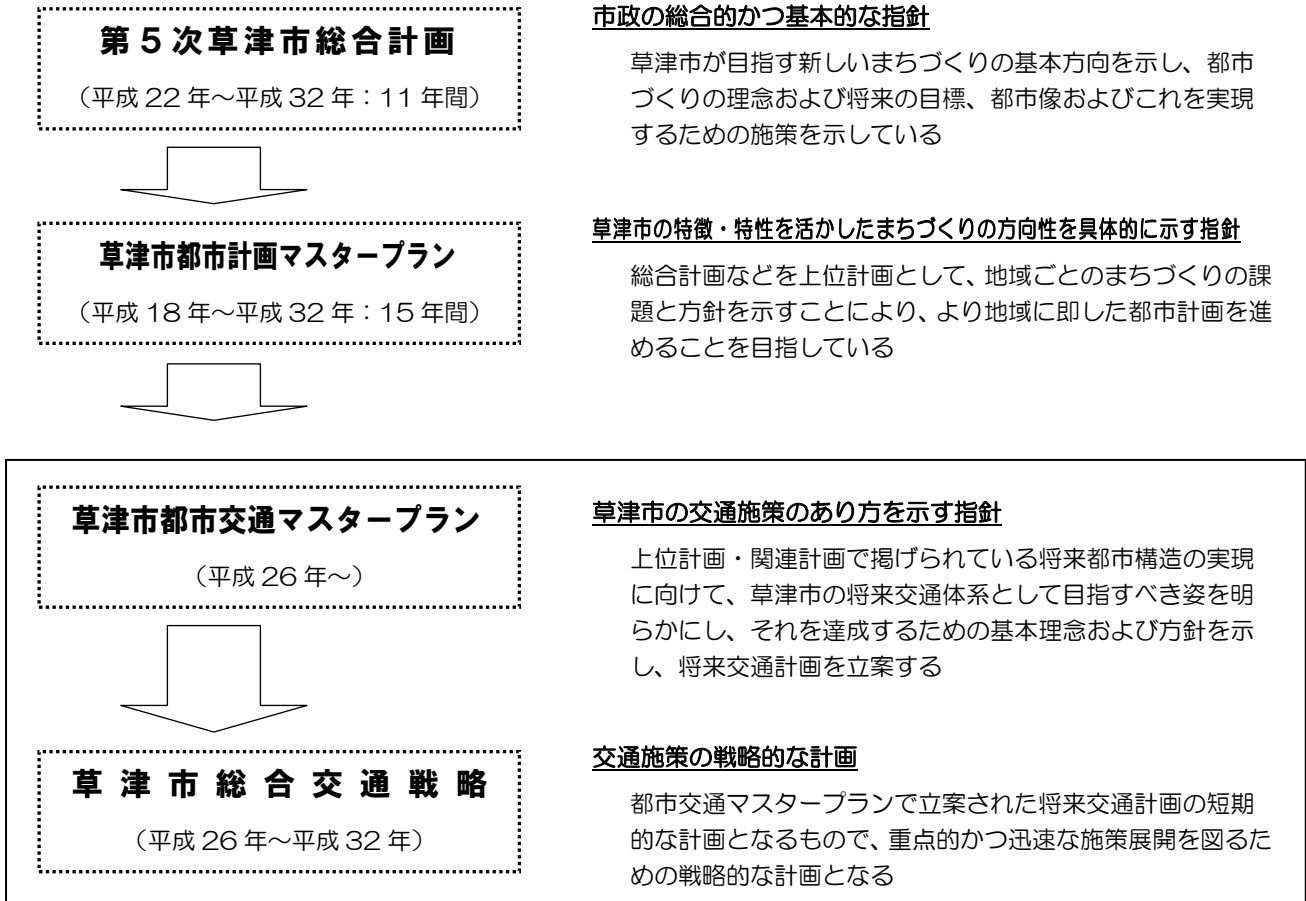 第5次草津市総合計画
（平成22年～平成32年：11年間）
市政の総合的かつ基本的な指針
草津市が目指す新しいまちづくりの基本方向を示し、都市
づくりの理念および将来の目標、都市像およびこれを実現
するための施策を示している
草津市都市計画マスタープラン
（平成18年～平成32年：15年間）
草津市の特徴・特性を活かしたまちづくりの方向性を具体的に示す指針
総合計画などを上位計画として、地域ごとのまちづくりの課
題と方針を示すことにより、より地域に即した都市計画を進
めることを目指している
草津市都市交通マスタープラン
（平成26年～）
草津市の交通施策のあり方を示す指針
上位計画・関連計画で掲げられている将来都市構造の実現
に向けて、草津市の将来交通体系として目指すべき姿を明
らかにし、それを達成するための基本理念および方針を示
し、将来交通計画を立案する
草津市総合交通戦略
（平成26年～平成32年）
交通施策の戦略的な計画
都市交通マスタープランで立案された将来交通計画の短期
的な計画となるもので、重点的かつ迅速な施策展開を図るた
めの戦略的な計画となる